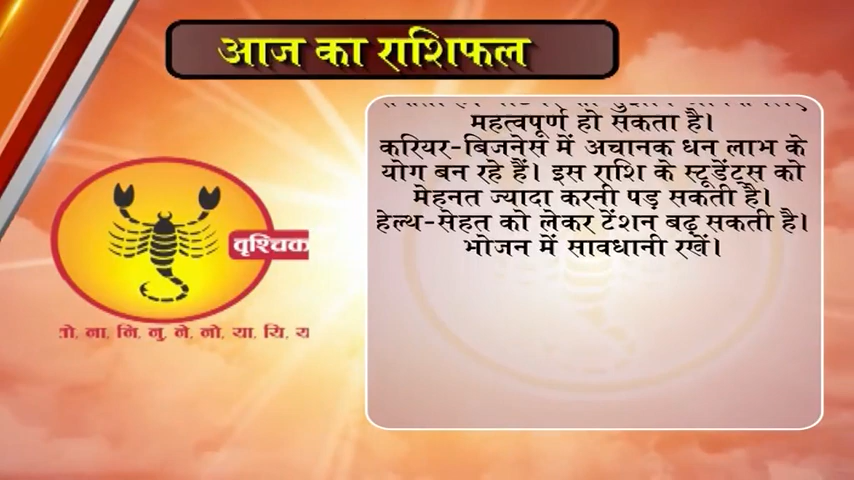 आज का राशिफल
महत्वपूर्ण हो सकता है।
करियर-बिजनेस में अचानक धन लाभ के
योग बन रहे हैं। इस राशि के स्टूडेंट्स को
मेहनत ज्यादा करनी पड़ सकती है।
हेल्थ-सेहत को लेकर टेंशन बढ़ सकती है।
भोजन में सावधानी रखें।
वृश्चिक
ना, नि, नु, ने, नो, या, यि,